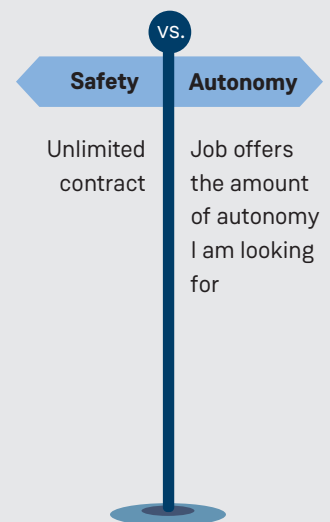 vs.
Safety
Autonomy
Unlimited
contract
Job offers
the amount
of autonomy
I am looking
for